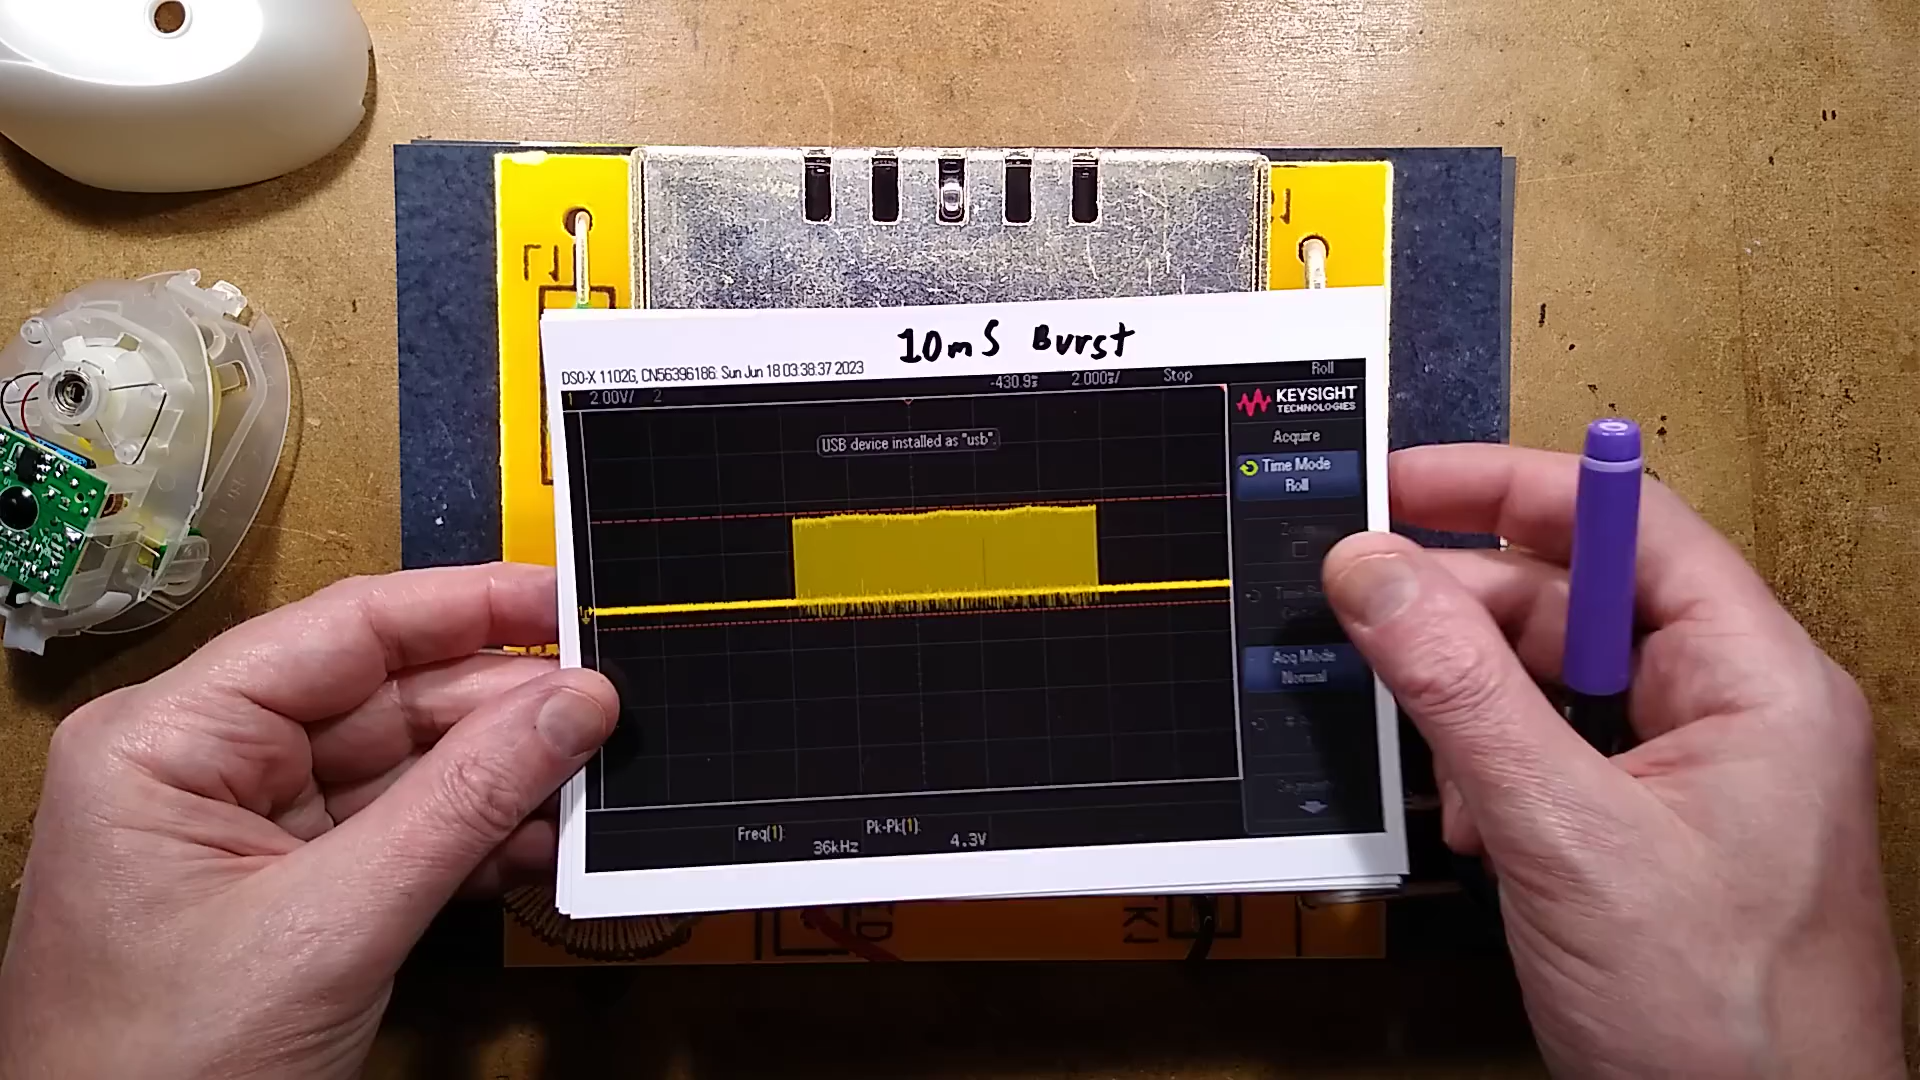 10mS Burst
DSO-X 1102G, CN56396186: Sun Jun 18 03:38:37 2023
1 2.00V/ 2 -430.9ms 2.000ms/ Stop Roll
KEYSIGHT
TECHNOLOGIES
USB device installed as "usb".
Acquire
Time Mode
Roll
Acq Mode
Normal
Freq(1):
36kHz
Pk-Pk(1):
4.3V